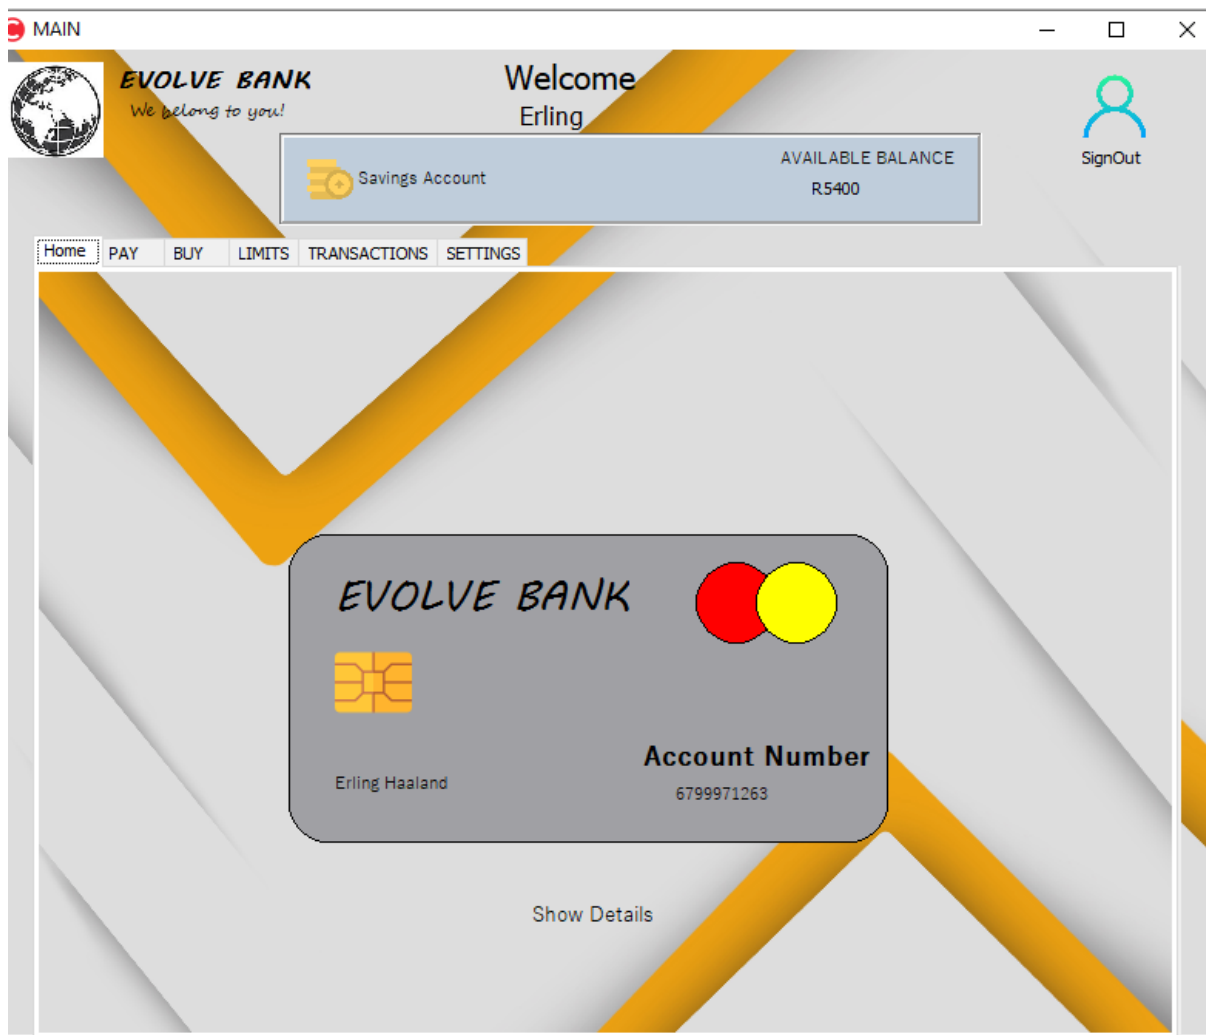 MAIN
EVOLVE BANK
We belong to you!
Welcome
Erling
SignOut
Savings Account
AVAILABLE BALANCE
R5400
Home PAY BUY LIMITS TRANSACTIONS SETTINGS
EVOLVE BANK
Account Number
Erling Haaland
6799971263
Show Details